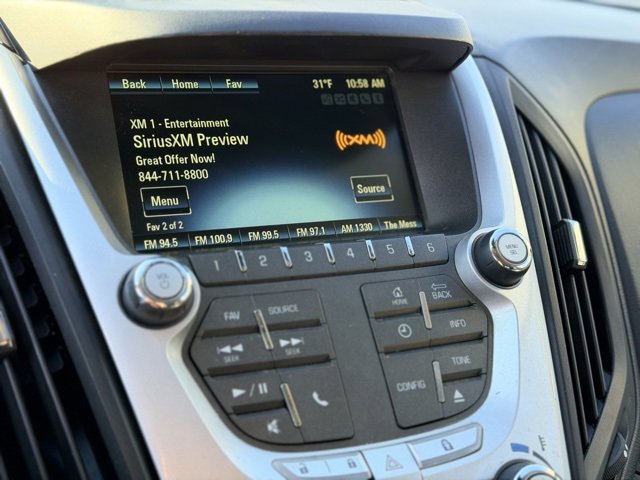 Back Home Fav 31°F 10:58 AM
XM 1 - Entertainment
SiriusXM Preview
Great Offer Now!
844-711-8800
((XM))
Menu
Source
Fav 2 of 2
FM 94.5 FM 100.9 FM 99.5 FM 97.1 AM 1330 The Mess
1 2 3 4 5 6
VOL
MENU
SEL
FAV SOURCE
SEEK SEEK
HOME BACK
INFO
CONFIG TONE